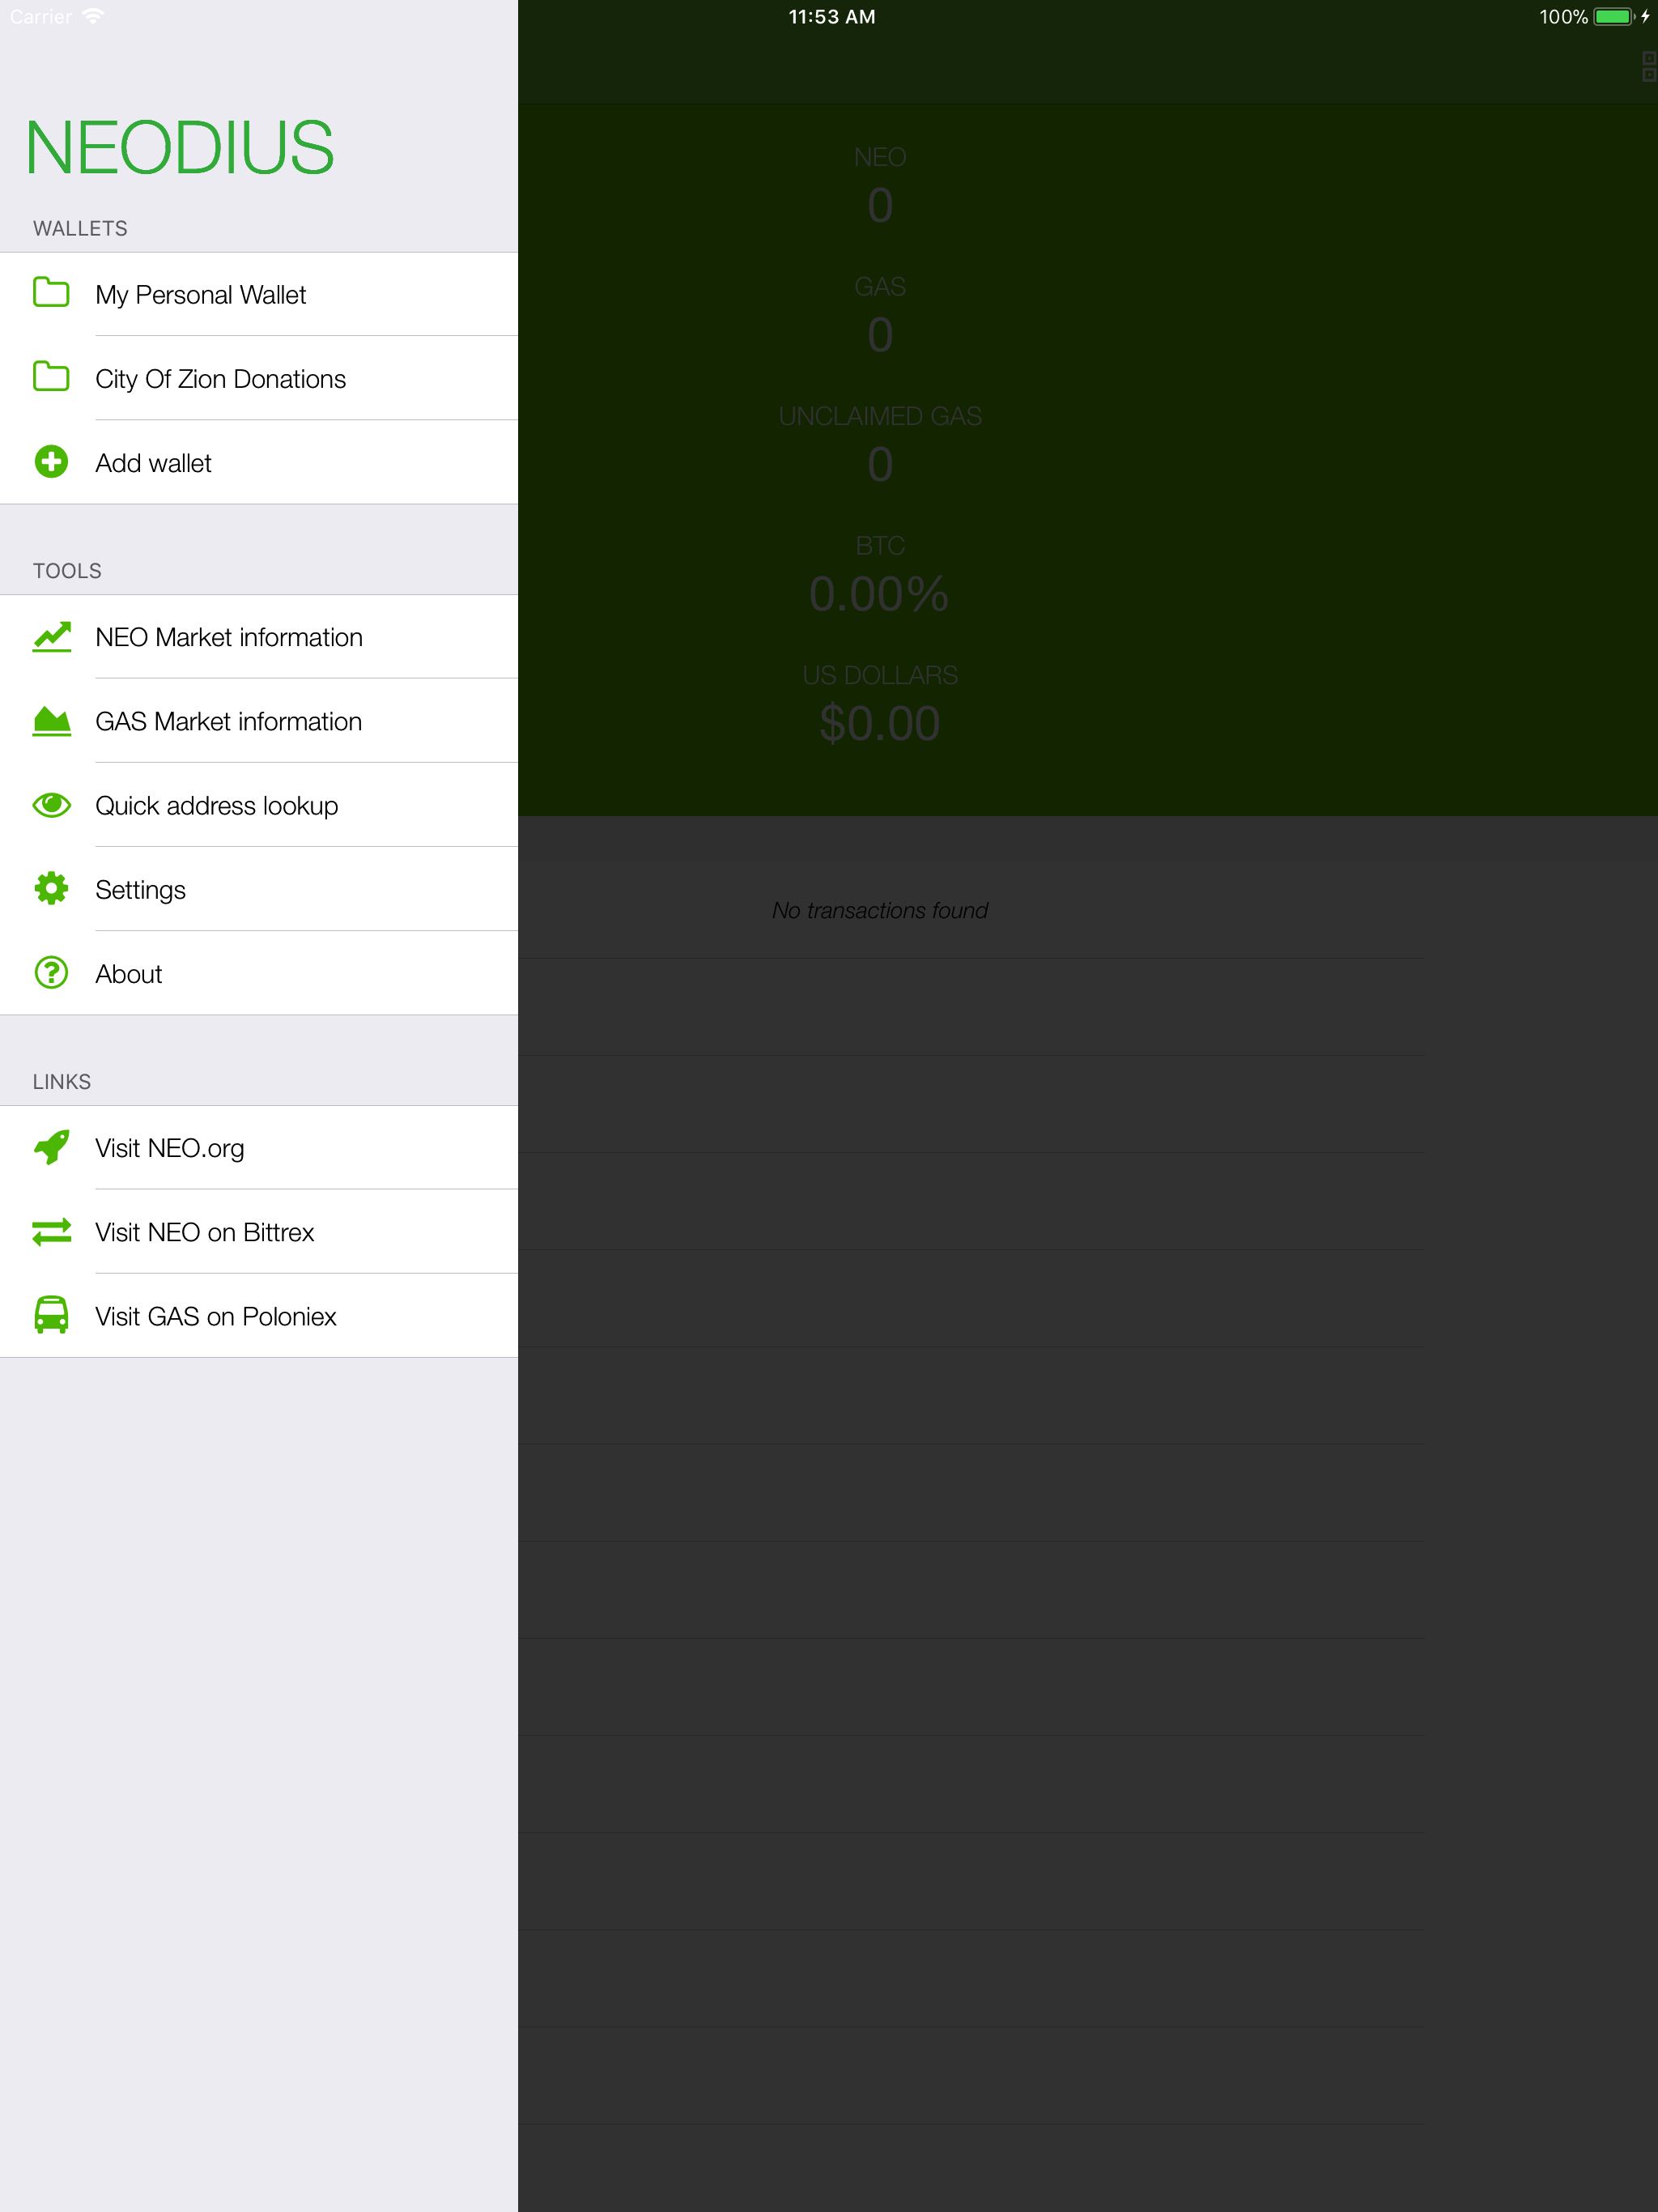 Carrier
11:53 AM
100%
NEODIUS
WALLETS
My Personal Wallet
City Of Zion Donations
Add wallet
TOOLS
NEO Market information
GAS Market information
Quick address lookup
Settings
About
LINKS
Visit NEO.org
Visit NEO on Bittrex
Visit GAS on Poloniex
NEO
0
GAS
0
UNCLAIMED GAS
0
BTC
0.00%
US DOLLARS
$0.00
No transactions found